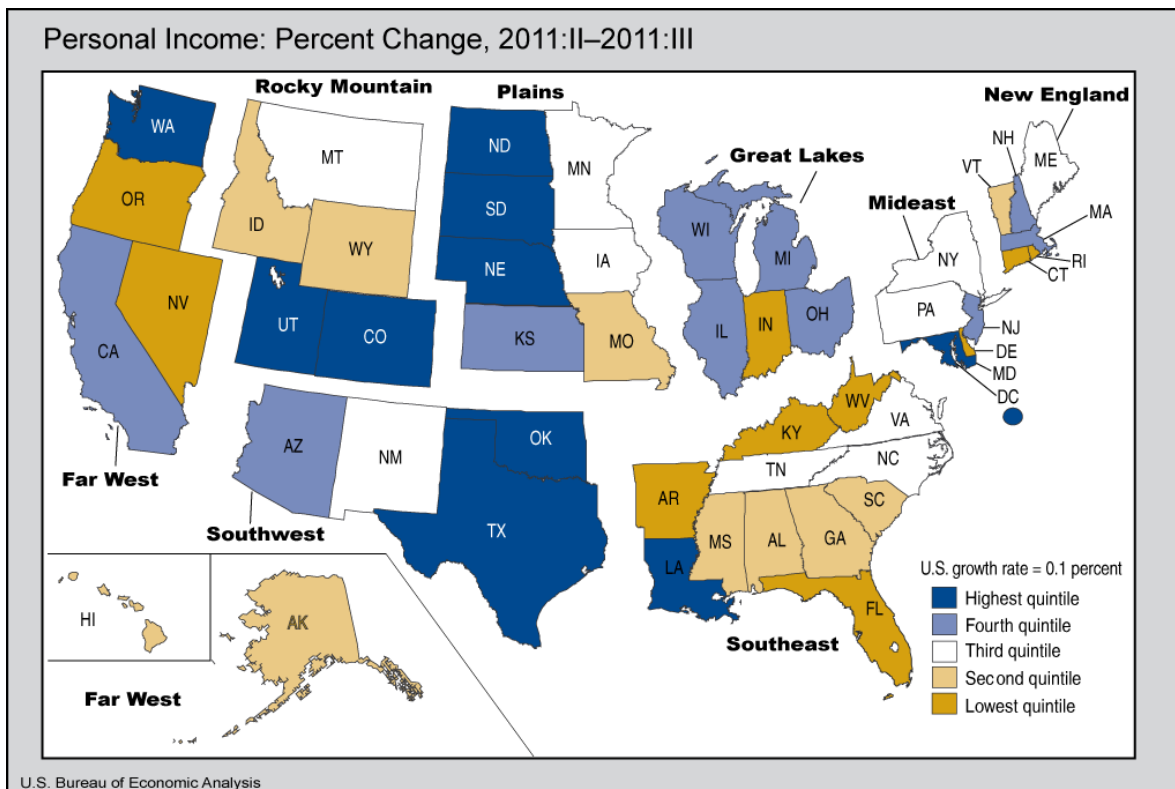 Personal Income: Percent Change, 2011:II–2011:III
Rocky Mountain
Plains
New England
Great Lakes
Mideast
WA
OR
NV
CA
Far West
MT
ID
WY
UT
CO
ND
SD
NE
KS
MN
IA
MO
WI
MI
IL
IN
OH
NH
VT
ME
MA
RI
CT
NY
PA
NJ
DE
MD
DC
AZ
NM
OK
TX
Southwest
WV
KY
VA
TN
NC
AR
LA
MS
AL
GA
SC
FL
Southeast
HI
AK
Far West
U.S. growth rate = 0.1 percent
Highest quintile
Fourth quintile
Third quintile
Second quintile
Lowest quintile
U.S. Bureau of Economic Analysis